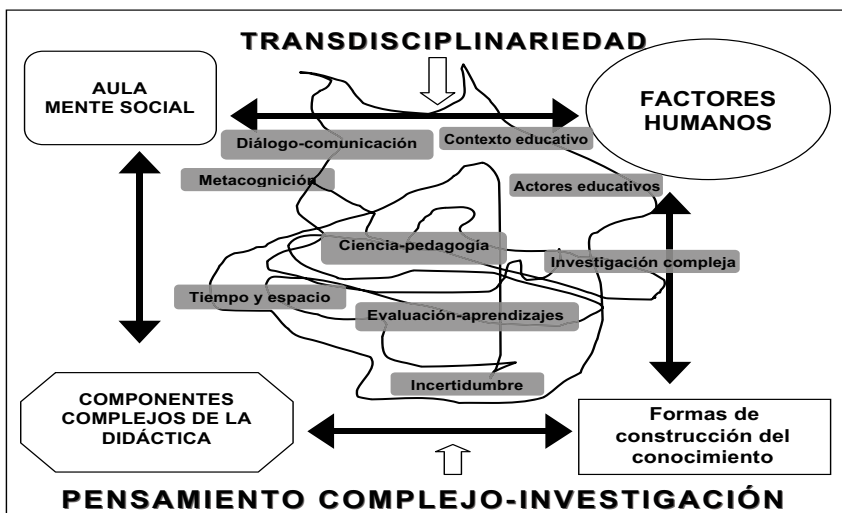 TRANSDISCIPLINARIEDAD
AULA
MENTE SOCIAL
FACTORES
HUMANOS
Diálogo-comunicación
Contexto educativo
Metacognición
Actores educativos
Ciencia-pedagogía
Investigación compleja
Tiempo y espacio
Evaluación-aprendizajes
Incertidumbre
COMPONENTES
COMPLEJOS DE LA
DIDÁCTICA
Formas de
construcción del
conocimiento
PENSAMIENTO COMPLEJO-INVESTIGACIÓN